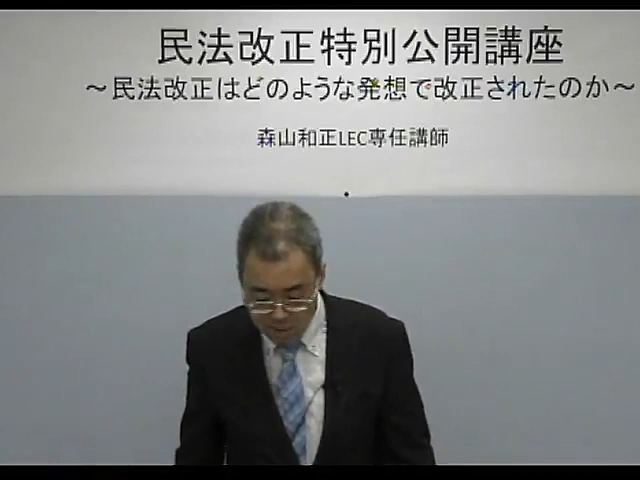 民法改正特別公開講座
～民法改正はどのような発想で改正されたのか～
森山和正LEC専任講師